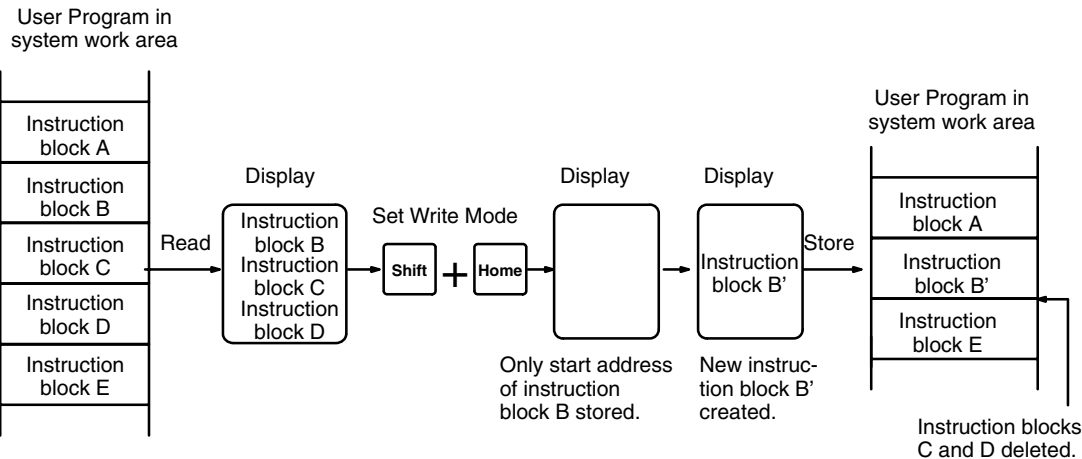 User Program in
system work area
Instruction
block A
Instruction
block B
Instruction
block C
Instruction
block D
Instruction
block E
Read
Display
Instruction
block B
Instruction
block C
Instruction
block D
Set Write Mode
Shift
+
Home
Display
Only start address
of instruction
block B stored.
Display
Instruction
block B’
New instruc-
tion block B’
created.
Store
User Program in
system work area
Instruction
block A
Instruction
block B’
Instruction
block E
Instruction blocks
C and D deleted.